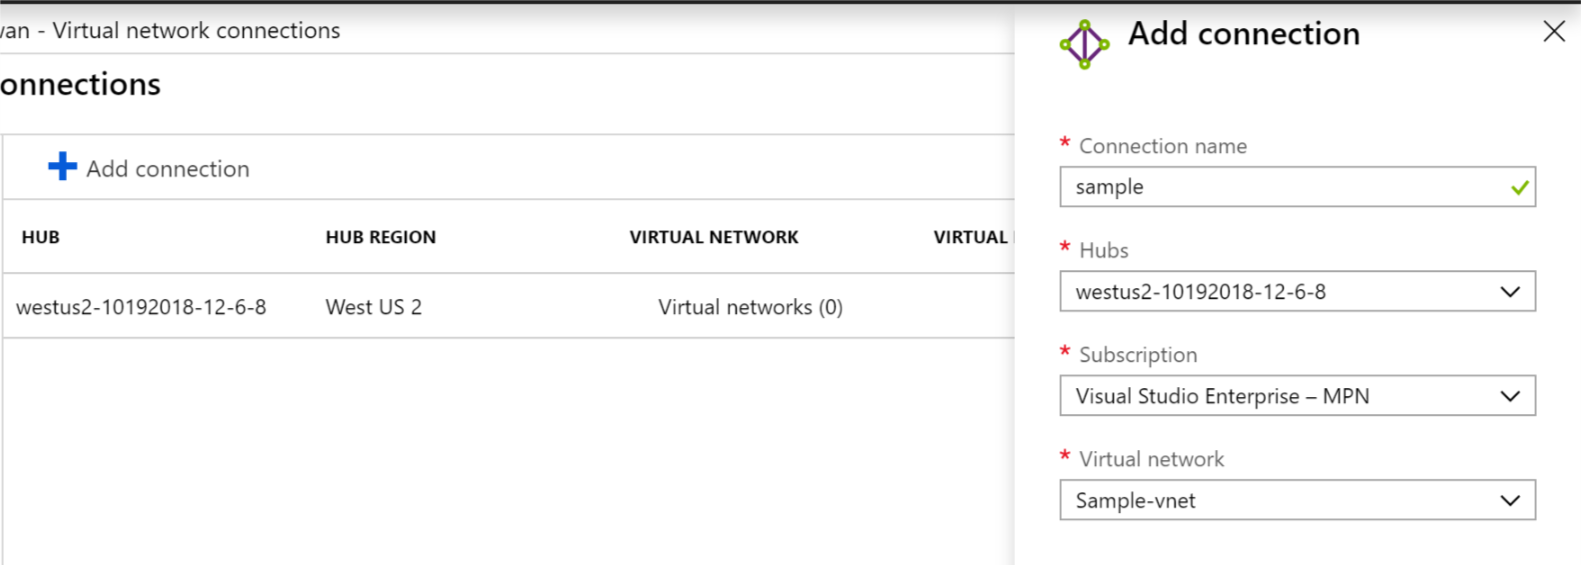 van - Virtual network connections
onnections
Add connection
HUB HUB REGION VIRTUAL NETWORK VIRTUAL
westus2-10192018-12-6-8 West US 2 Virtual networks (0)
Add connection
* Connection name
sample
* Hubs
westus2-10192018-12-6-8
* Subscription
Visual Studio Enterprise – MPN
* Virtual network
Sample-vnet